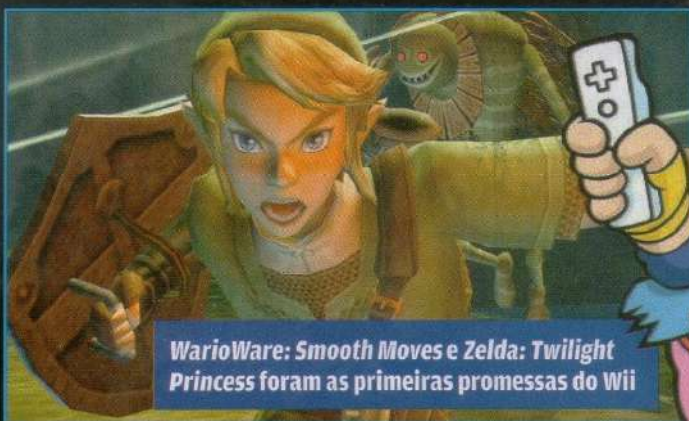 WarioWare: Smooth Moves e Zelda: Twilight
Princess foram as primeiras promessas do Wii